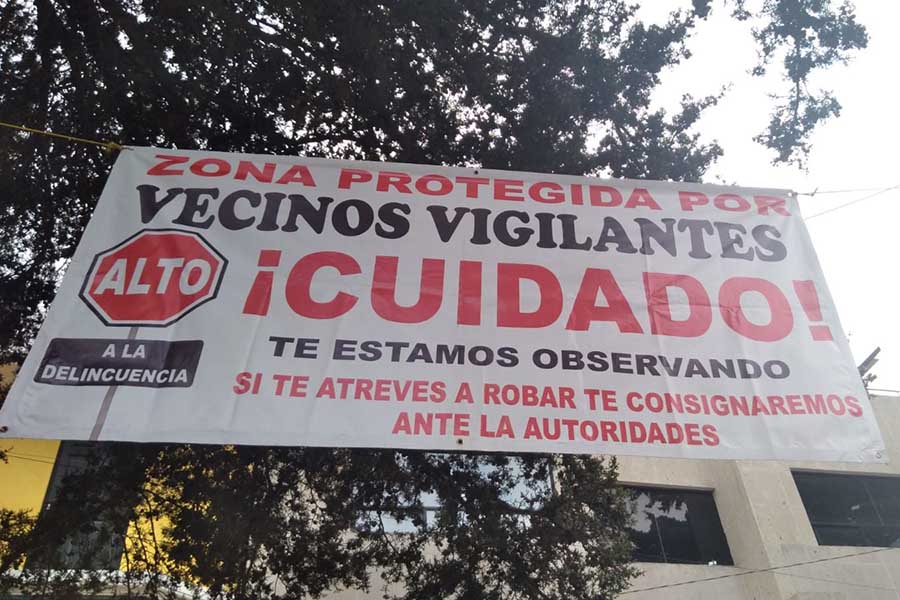 ZONA PROTEGIDA POR
VECINOS VIGILANTES
ALTO
¡CUIDADO!
A LA
DELINCUENCIA
TE ESTAMOS OBSERVANDO
SI TE ATREVES A ROBAR TE CONSIGNAREMOS
ANTE LA AUTORIDADES